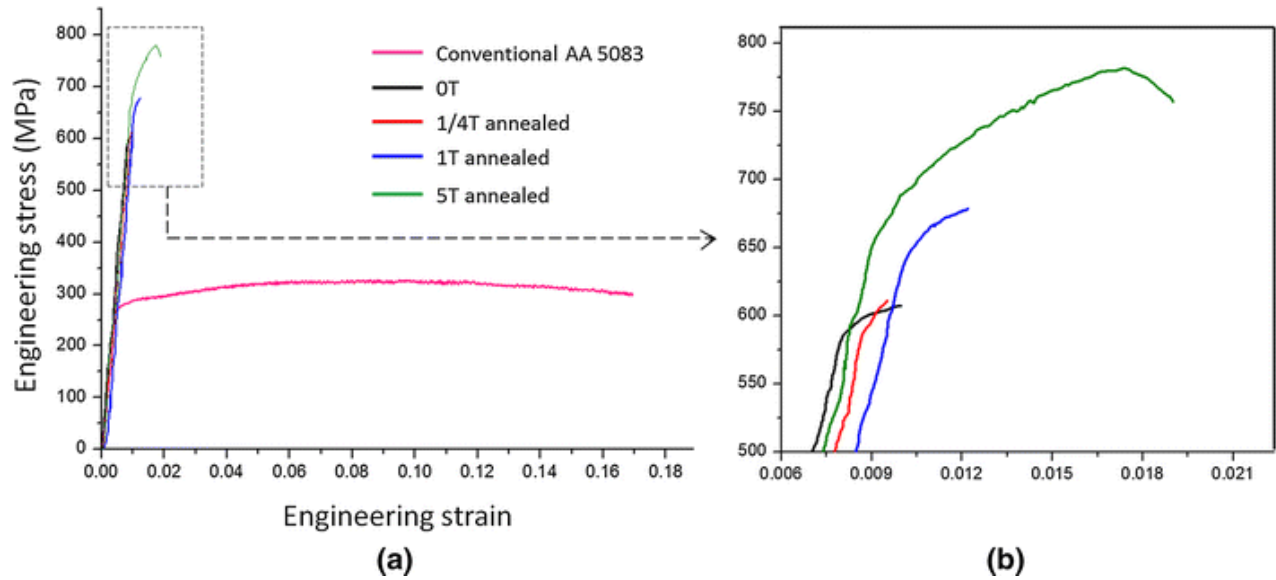 800
700
600
500
400
300
200
100
0
Engineering stress (MPa)
Conventional AA 5083
0T
1/4T annealed
1T annealed
5T annealed
0.00 0.02 0.04 0.06 0.08 0.10 0.12 0.14 0.16 0.18
Engineering strain
(a)
800
750
700
650
600
550
500
0.006 0.009 0.012 0.015 0.018 0.021
(b)